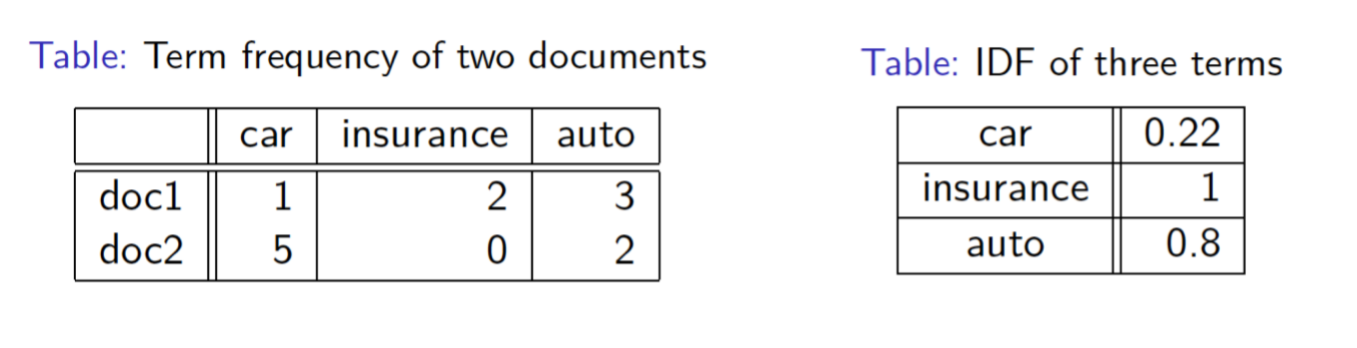 Table: Term frequency of two documents
car insurance auto
doc1 1 2 3
doc2 5 0 2
Table: IDF of three terms
car 0.22
insurance 1
auto 0.8